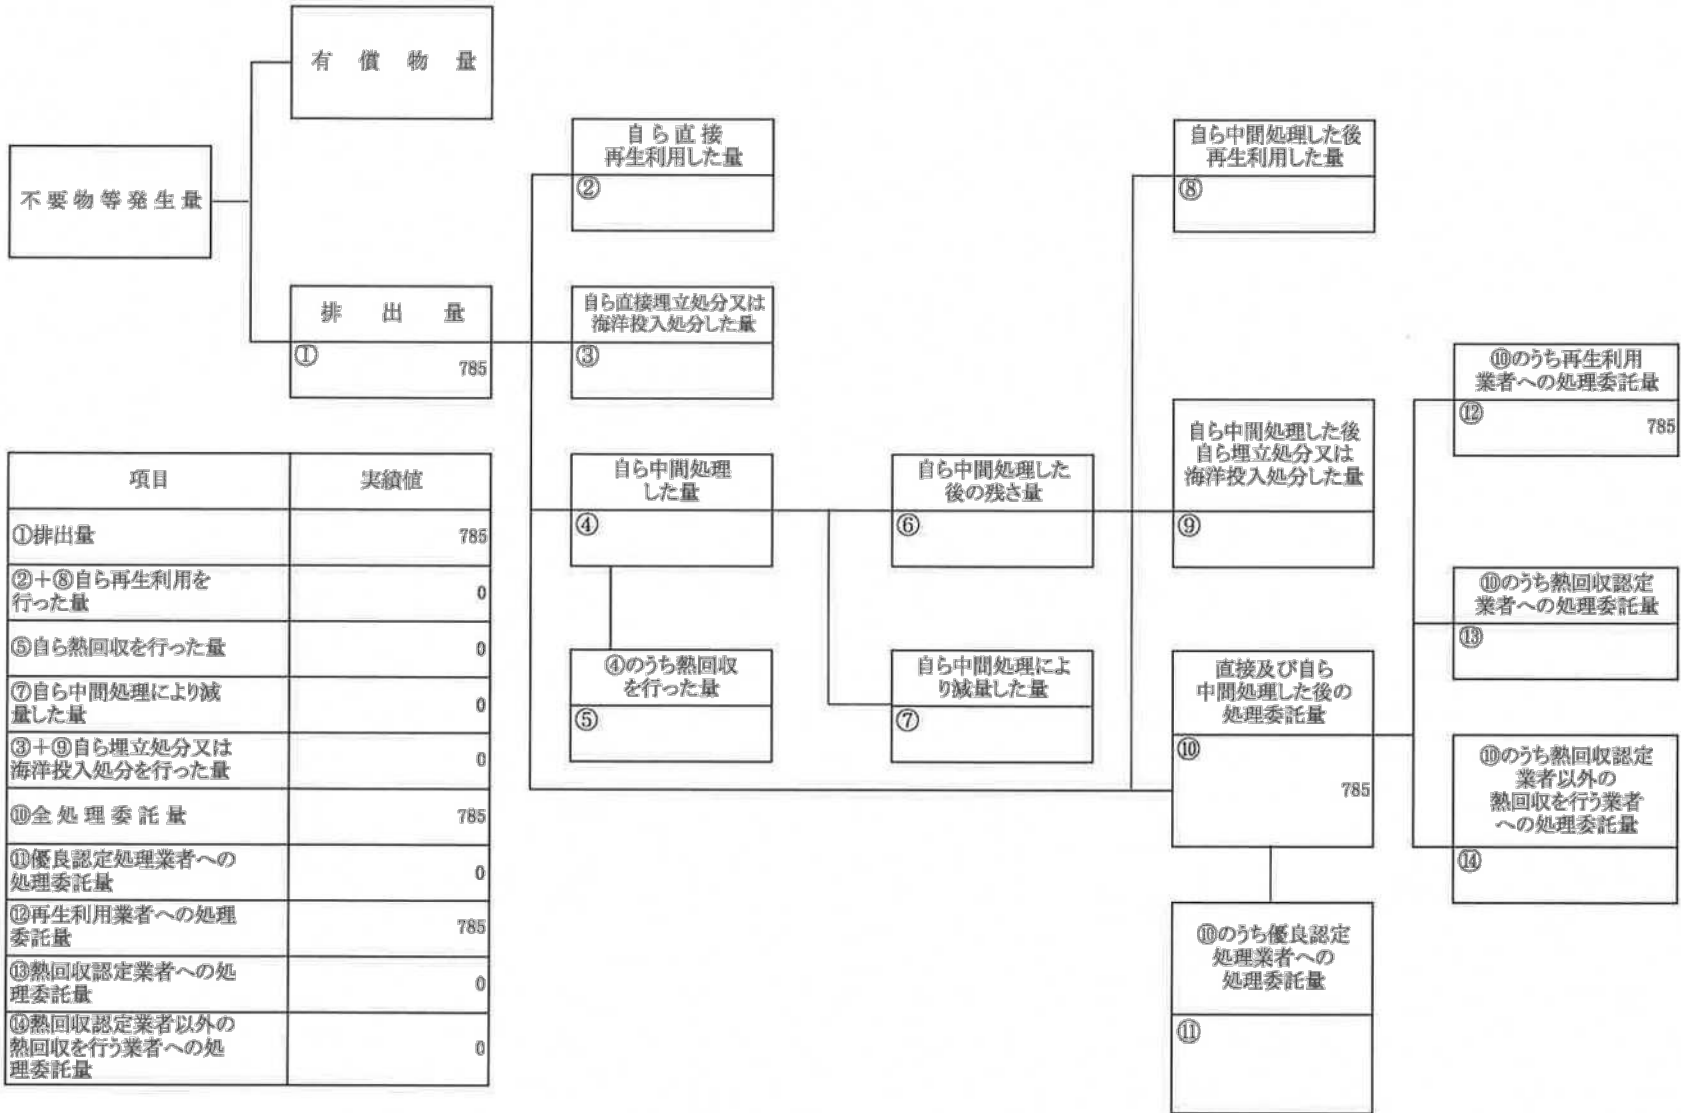 有償物量
不要物等発生量
排出量
①
785
自ら直接
再生利用した量
②
自ら直接埋立処分又は
海洋投入処分した量
③
自ら中間処理
した量
④
④のうち熱回収
を行った量
⑤
自ら中間処理した
後の残さ量
⑥
自ら中間処理によ
り減量した量
⑦
自ら中間処理した後
再生利用した量
⑧
自ら中間処理した後
自ら埋立処分又は
海洋投入処分した量
⑨
直接及び自ら
中間処理した後の
処理委託量
⑩
785
⑩のうち優良認定
処理業者への
処理委託量
⑪
⑩のうち再生利用
業者への処理委託量
⑫
785
⑩のうち熱回収認定
業者への処理委託量
⑬
⑩のうち熱回収認定
業者以外の
熱回収を行う業者
への処理委託量
⑭
項目 実績値
①排出量 785
②+⑧自ら再生利用を
行った量 0
⑤自ら熱回収を行った量 0
⑦自ら中間処理により減
量した量 0
③+⑨自ら埋立処分又は
海洋投入処分を行った量 0
⑩全処理委託量 785
⑪優良認定処理業者への
処理委託量 0
⑫再生利用業者への処理
委託量 785
⑬熱回収認定業者への処
理委託量 0
⑭熱回収認定業者以外の
熱回収を行う業者への処
理委託量 0